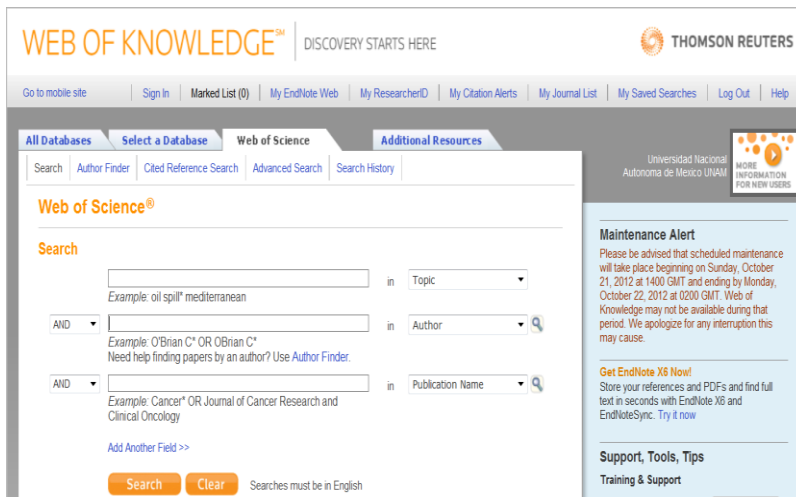 WEB OF KNOWLEDGE℠ DISCOVERY STARTS HERE
THOMSON REUTERS
Go to mobile site Sign In Marked List (0) My EndNote Web My ResearcherID My Citation Alerts My Journal List My Saved Searches Log Out Help
All Databases Select a Database Web of Science Additional Resources
Search Author Finder Cited Reference Search Advanced Search Search History
Universidad Nacional
Autonoma de Mexico UNAM
MORE
INFORMATION
FOR NEW USERS
Web of Science®
Search
in Topic
Example: oil spill* mediterranean
AND in Author
Example: O'Brian C* OR OBrian C*
Need help finding papers by an author? Use Author Finder.
AND in Publication Name
Example: Cancer* OR Journal of Cancer Research and
Clinical Oncology
Add Another Field >>
Search Clear Searches must be in English
Maintenance Alert
Please be advised that scheduled maintenance
will take place beginning on Sunday, October
21, 2012 at 1400 GMT and ending by Monday,
October 22, 2012 at 0200 GMT. Web of
Knowledge may not be available during that
period. We apologize for any interruption this
may cause.
Get EndNote X6 Now!
Store your references and PDFs and find full
text in seconds with EndNote X6 and
EndNoteSync. Try it now
Support, Tools, Tips
Training & Support